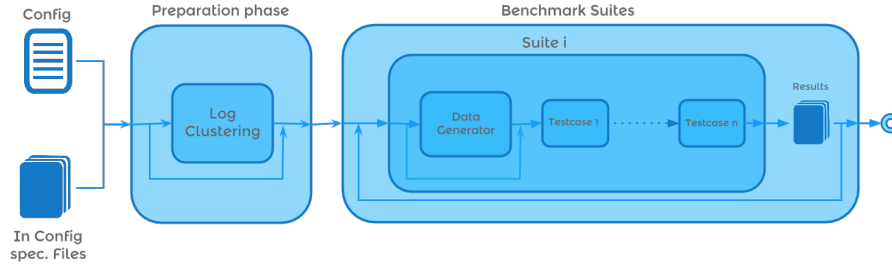 Config
Preparation phase
Benchmark Suites
Suite i
Log
Clustering
Data
Generator
Testcase 1
Testcase n
Results
In Config
spec. Files